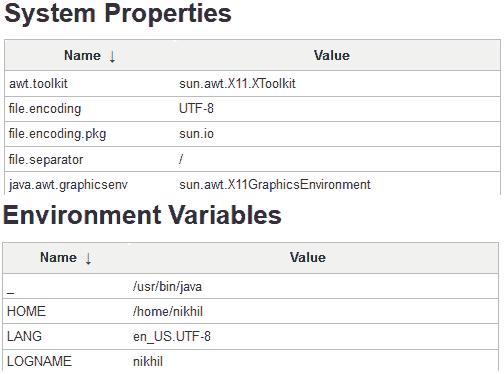 System Properties
Name ↓ Value
awt.toolkit sun.awt.X11.XToolkit
file.encoding UTF-8
file.encoding.pkg sun.io
file.separator /
java.awt.graphicsenv sun.awt.X11GraphicsEnvironment
Environment Variables
Name ↓ Value
_ /usr/bin/java
HOME /home/nikhil
LANG en_US.UTF-8
LOGNAME nikhil